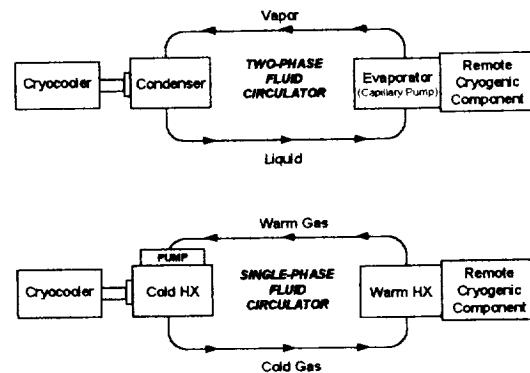 Vapor
Cryocooler
Condenser
TWO-PHASE
FLUID
CIRCULATOR
Evaporator
(Capillary Pump)
Remote
Cryogenic
Component
Liquid
Warm Gas
PUMP
Cryocooler
Cold HX
SINGLE-PHASE
FLUID
CIRCULATOR
Warm HX
Remote
Cryogenic
Component
Cold Gas